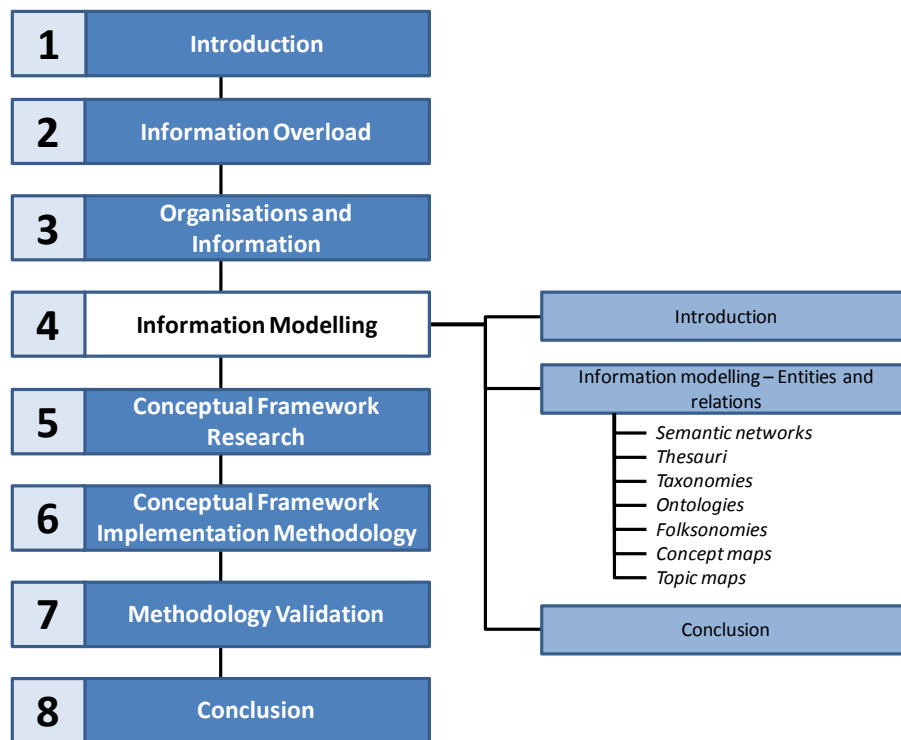 1
Introduction
2
Information Overload
3
Organisations and
Information
4
Information Modelling
5
Conceptual Framework
Research
6
Conceptual Framework
Implementation Methodology
7
Methodology Validation
8
Conclusion
Introduction
Information modelling – Entities and
relations
Semantic networks
Thesauri
Taxonomies
Ontologies
Folksonomies
Concept maps
Topic maps
Conclusion